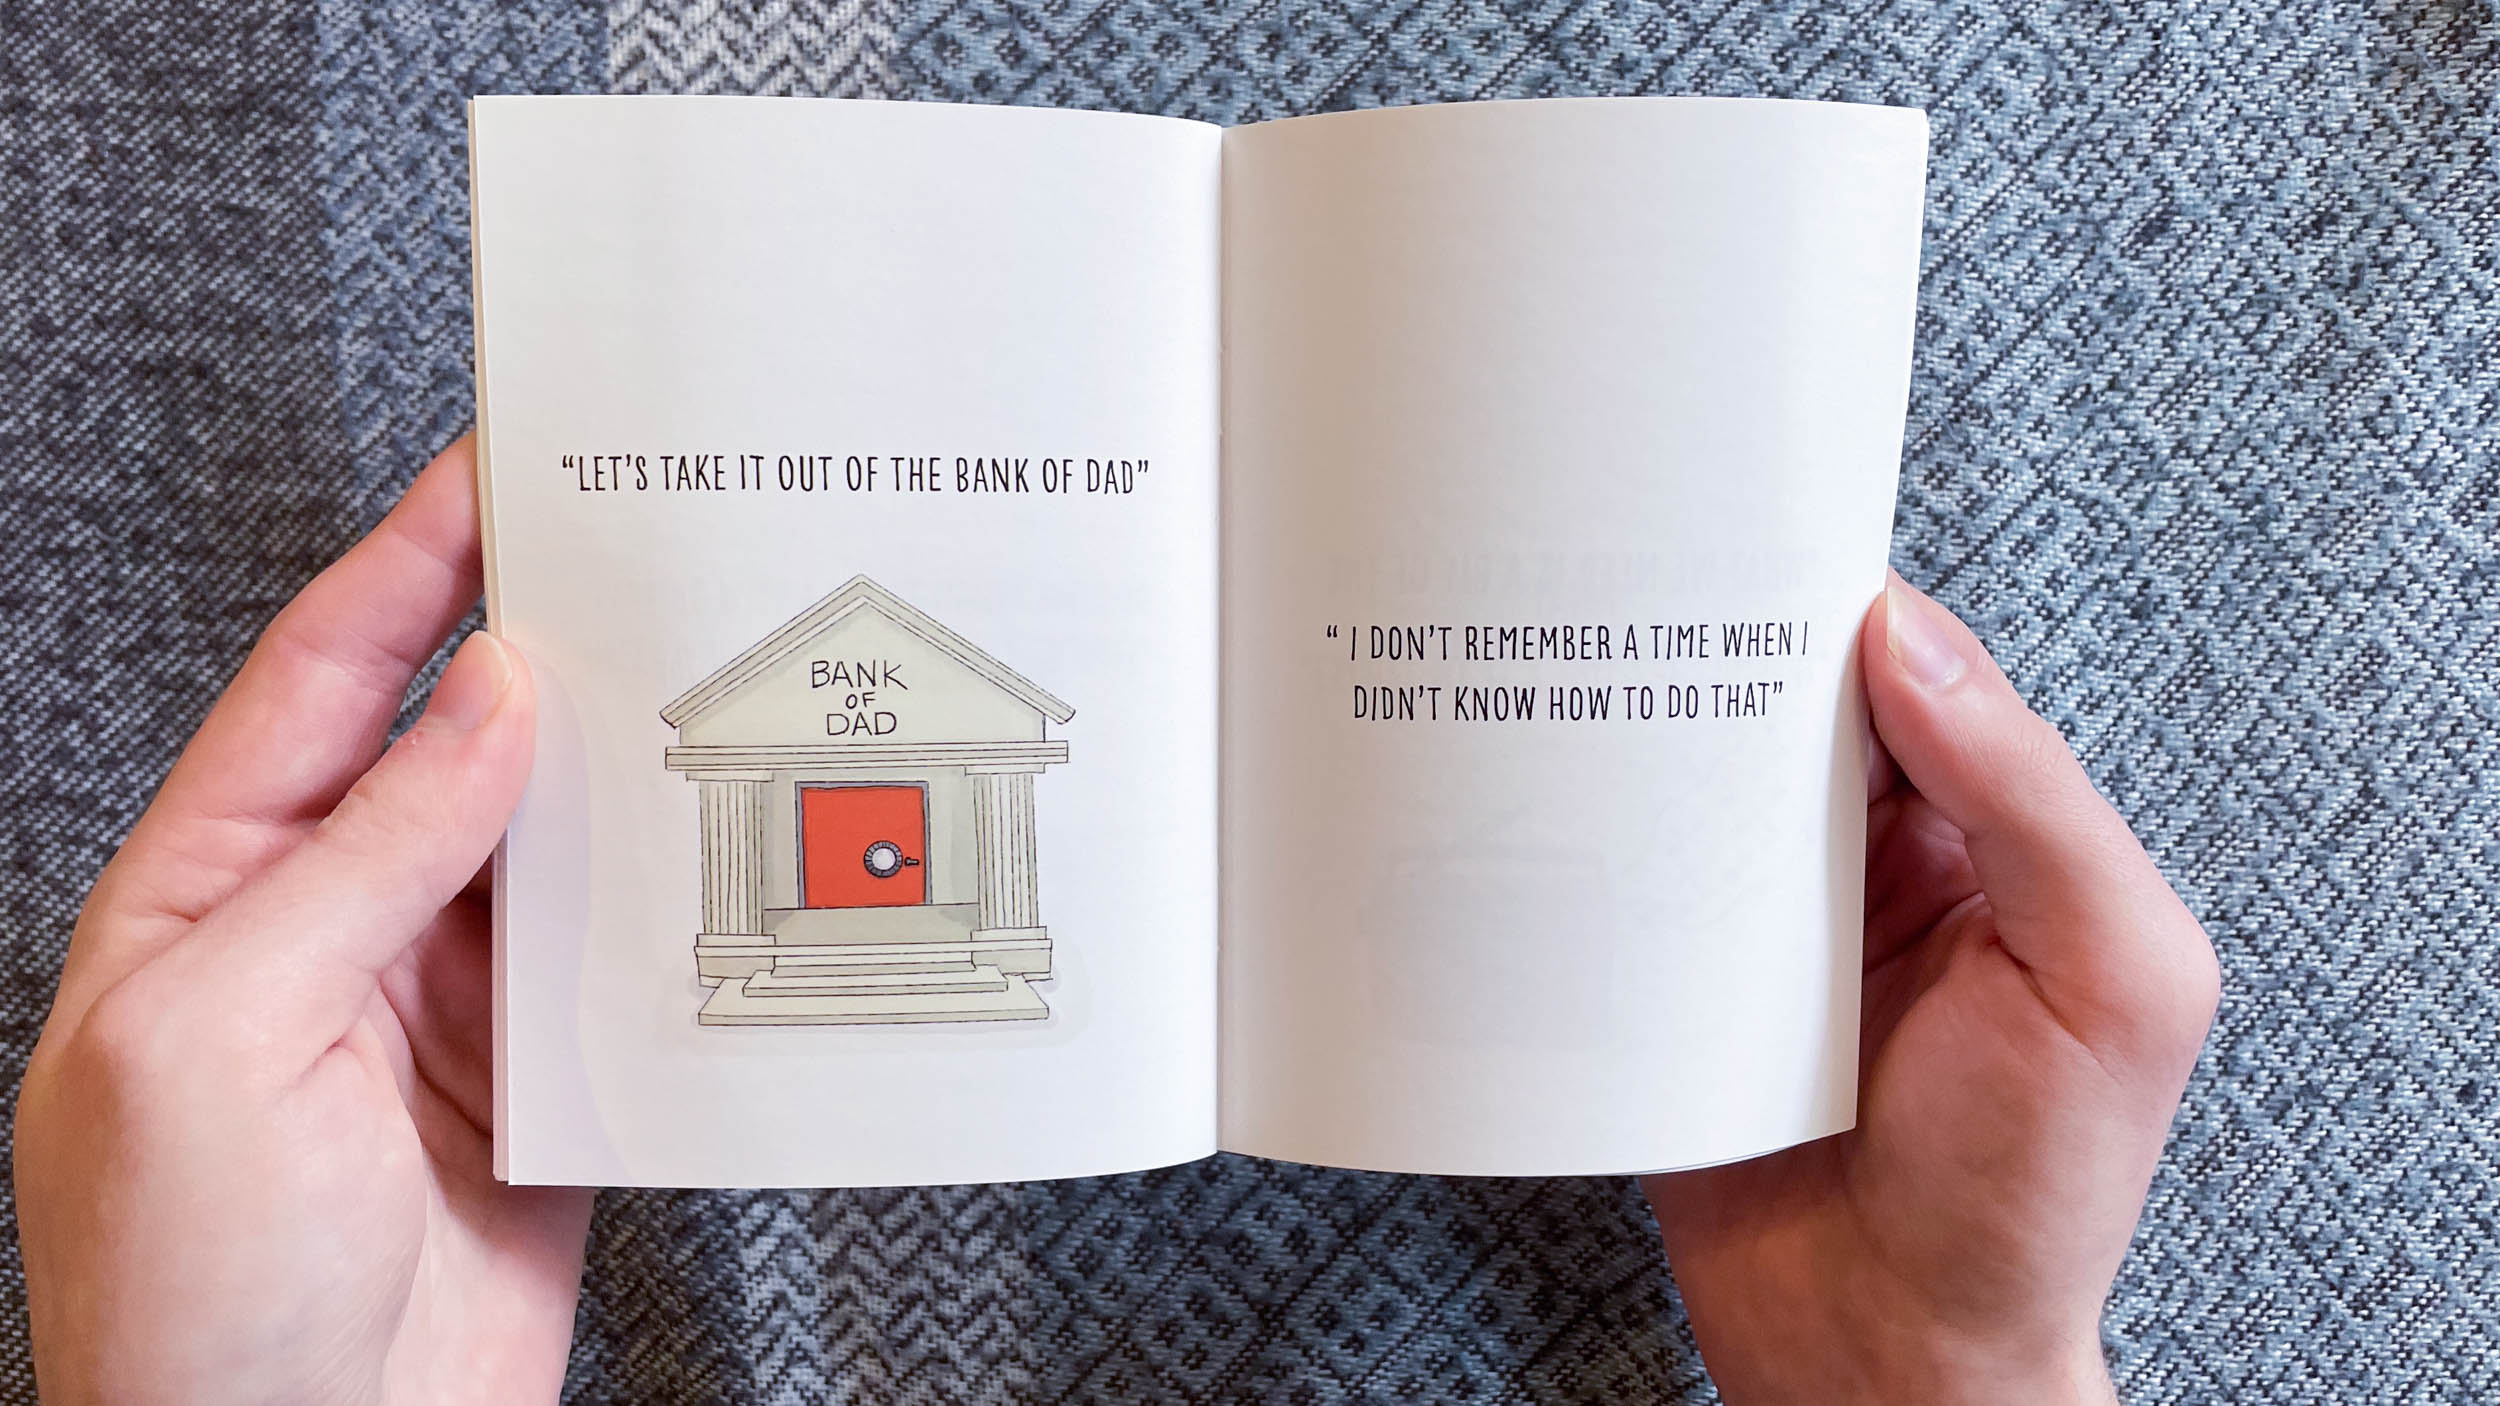 “LET’S TAKE IT OUT OF THE BANK OF DAD”
BANK
OF
DAD
“ I DON’T REMEMBER A TIME WHEN I
DIDN’T KNOW HOW TO DO THAT”